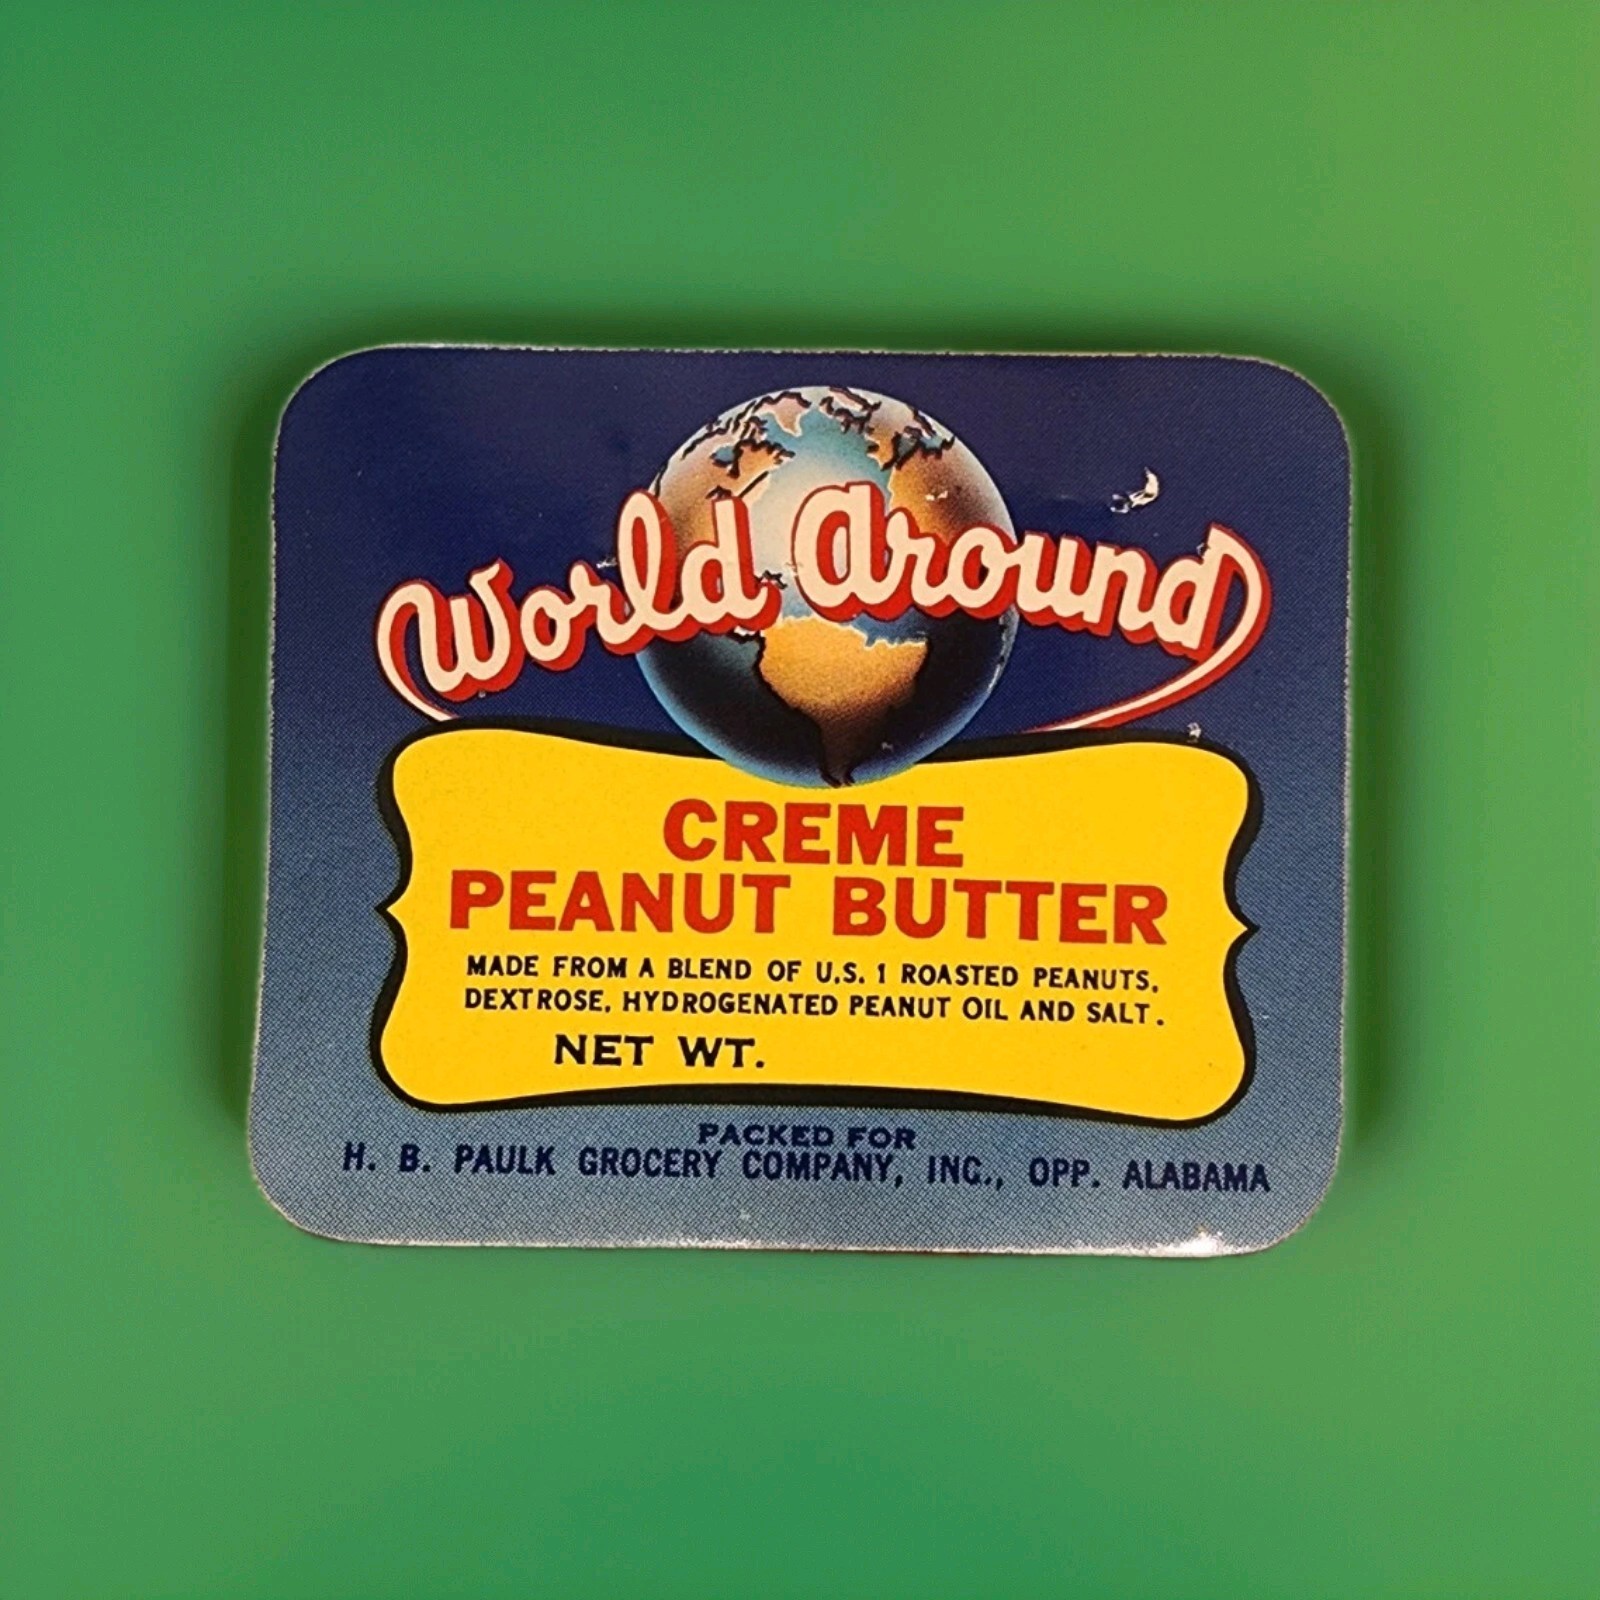 World Around
CREME
PEANUT BUTTER
MADE FROM A BLEND OF U.S. 1 ROASTED PEANUTS,
DEXTROSE, HYDROGENATED PEANUT OIL AND SALT.
NET WT.
PACKED FOR
H. B. PAULK GROCERY COMPANY, INC., OPP. ALABAMA